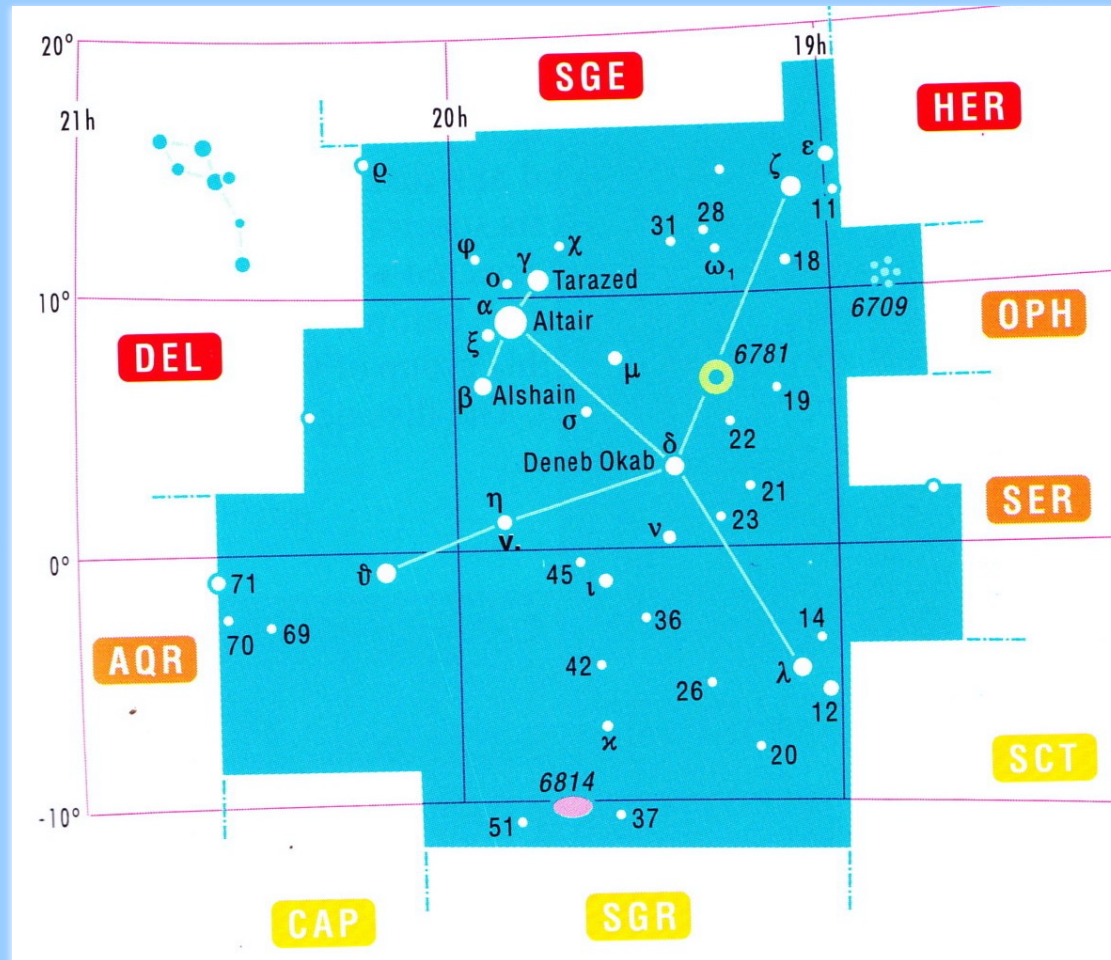 20°
SGE
19h
HER
21h
20h
ϱ
ε
ζ
11
31
28
φ
χ
γ
ο
ω₁
18
Tarazed
10°
α
6709
Altair
OPH
ξ
DEL
6781
μ
19
β
Alshain
σ
22
δ
Deneb Okab
21
SER
η
23
v.
ν
0°
ϑ
45
71
ι
14
36
70
69
AQR
42
λ
26
12
ϰ
20
SCT
6814
-10°
51
37
CAP
SGR